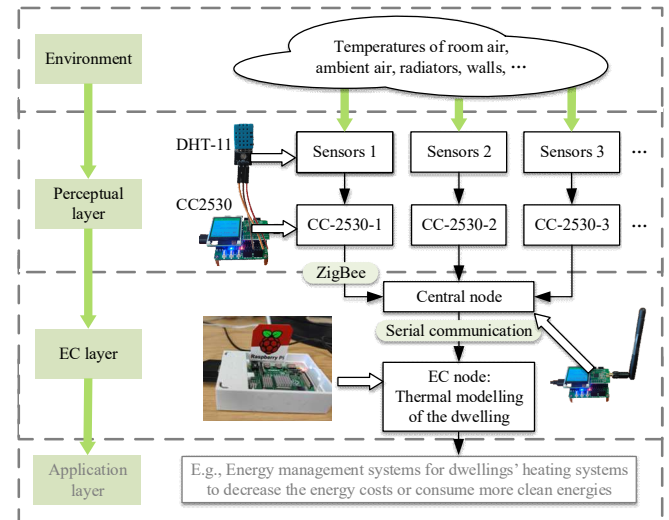 Environment
Temperatures of room air,
ambient air, radiators, walls, …
DHT-11
Sensors 1
Sensors 2
Sensors 3
…
Perceptual
layer
CC2530
CC-2530-1
CC-2530-2
CC-2530-3
…
ZigBee
Central node
Serial communication
EC layer
Raspberry Pi
EC node:
Thermal modelling
of the dwelling
Application
layer
E.g., Energy management systems for dwellings' heating systems
to decrease the energy costs or consume more clean energies